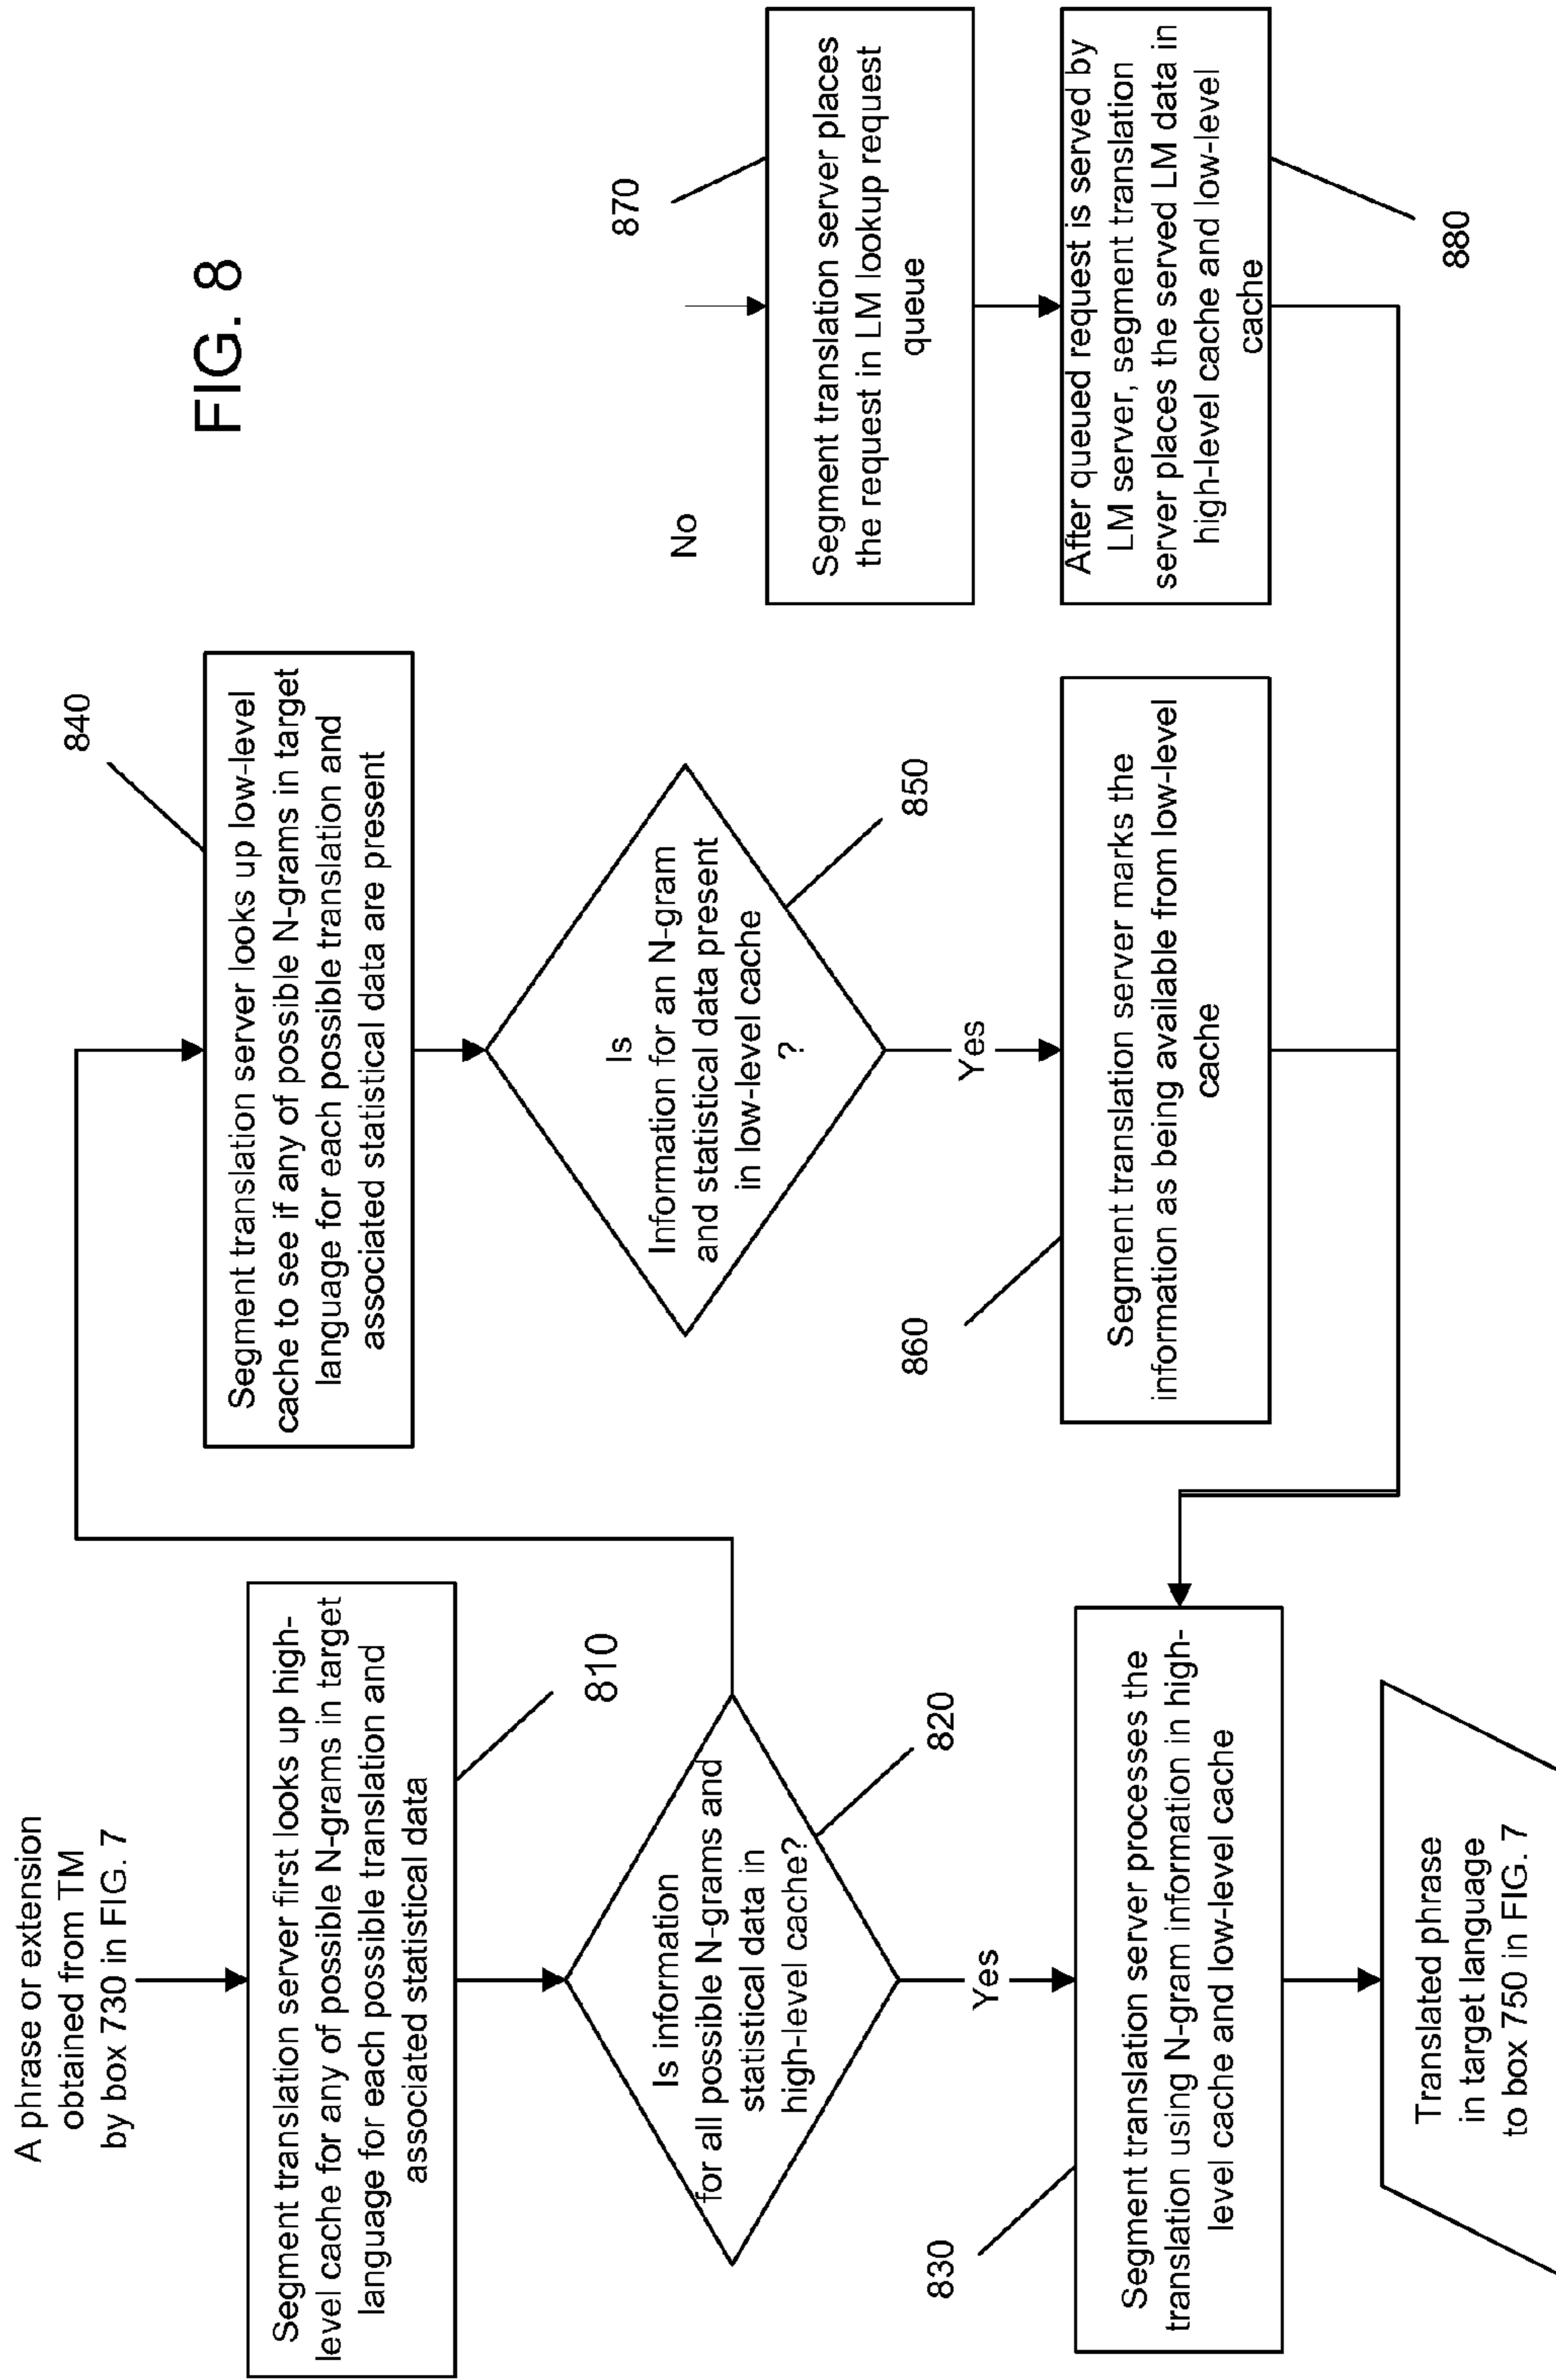 FIG. 8
A phrase or extension
obtained from TM
by box 730 in FIG. 7
Segment translation server first looks up high-
level cache for any of possible N-grams in target
language for each possible translation and
associated statistical data
810
Is information
for all possible N-grams and
statistical data in
high-level cache?
820
Yes
830
Segment translation server processes the
translation using N-gram information in high-
level cache and low-level cache
Translated phrase
in target language
to box 750 in FIG. 7
840
Segment translation server looks up low-level
cache to see if any of possible N-grams in target
language for each possible translation and
associated statistical data are present
Is
Information for an N-gram
and statistical data present
in low-level cache
?
850
Yes
860
Segment translation server marks the
information as being available from low-level
cache
No
870
Segment translation server places
the request in LM lookup request
queue
After queued request is served by
LM server, segment translation
server places the served LM data in
high-level cache and low-level
cache
880